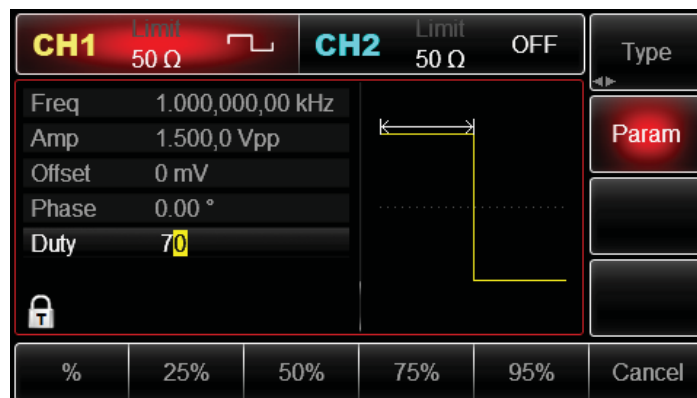 CH1 Limit 50 Ω CH2 Limit 50 Ω OFF
Type
Freq 1.000,000,00 kHz
Amp 1.500,0 Vpp
Offset 0 mV
Phase 0.00 °
Duty 70
Param
T
% 25% 50% 75% 95% Cancel